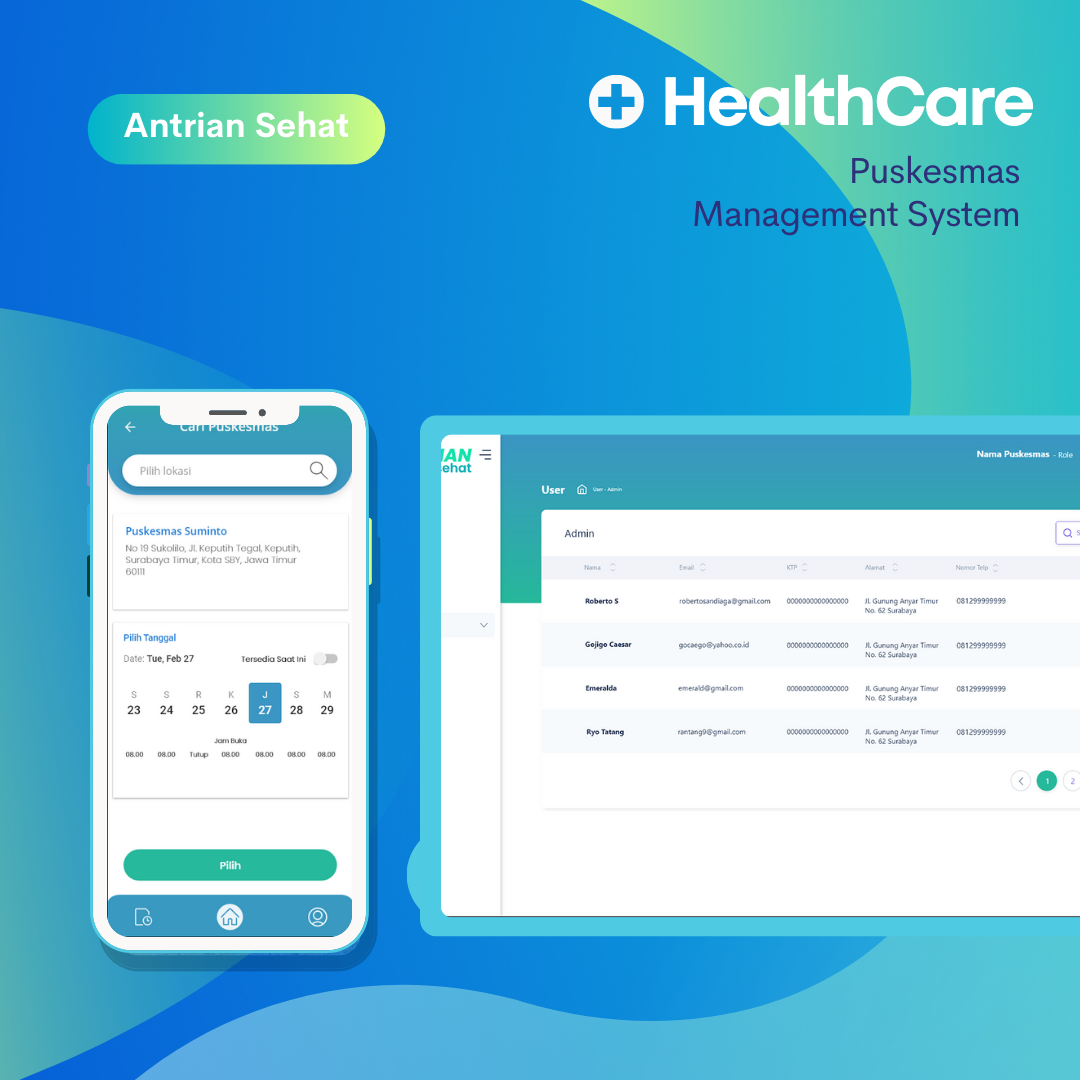 Antrian Sehat
HealthCare
Puskesmas
Management System
Cari Puskesmas
Pilih lokasi
Puskesmas Suminto
No 19 Sukolilo, Jl. Keputih Tegal, Keputih,
Surabaya Timur, Kota SBY, Jawa Timur
60111
Pilih Tanggal
Date: Tue, Feb 27
Tersedia Saat Ini
S S R K J S M
23 24 25 26 27 28 29
Jam Buka
08.00 08.00 Tutup 08.00 08.00 08.00 08.00
Pilih
IAN
ehat
Nama Puskesmas - Role
User
User - Admin
Admin
S
Nama Email KTP Alamat Nomor Telp
Roberto S robertosandiaga@gmail.com 0000000000000000 Jl. Gunung Anyar Timur 081299999999
No. 62 Surabaya
Gojigo Caesar gocaego@yahoo.co.id 0000000000000000 Jl. Gunung Anyar Timur 081299999999
No. 62 Surabaya
Emeralda emerald@gmail.com 0000000000000000 Jl. Gunung Anyar Timur 081299999999
No. 62 Surabaya
Ryo Tatang rantang9@gmail.com 0000000000000000 Jl. Gunung Anyar Timur 081299999999
No. 62 Surabaya
1 2